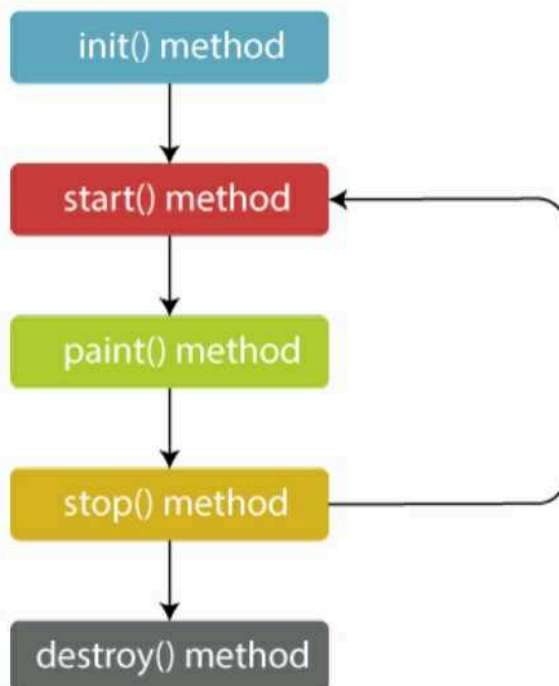 init() method
start() method
paint() method
stop() method
destroy() method